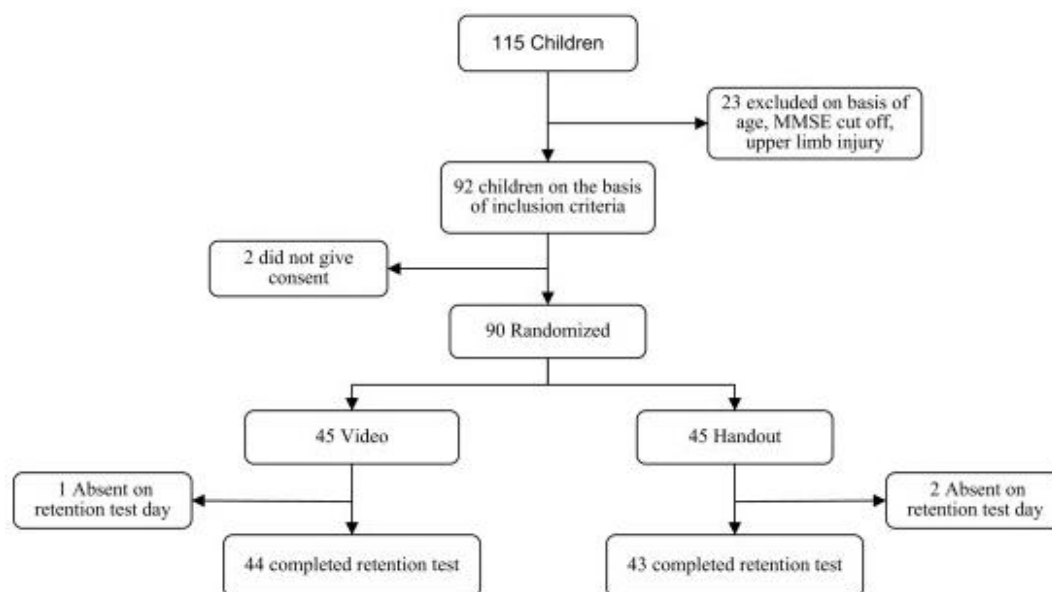 115 Children
23 excluded on basis of
age, MMSE cut off,
upper limb injury
92 children on the basis
of inclusion criteria
2 did not give
consent
90 Randomized
45 Video
45 Handout
1 Absent on
retention test day
2 Absent on
retention test day
44 completed retention test
43 completed retention test